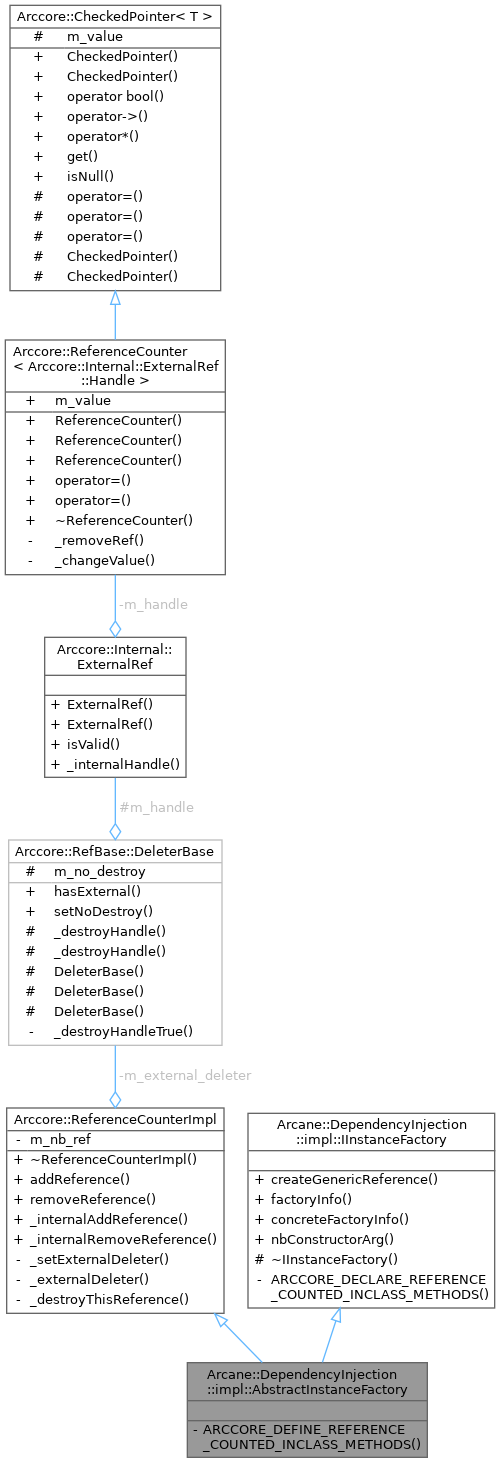 Arccore::CheckedPointer< T >
# m_value
+ CheckedPointer()
+ CheckedPointer()
+ operator bool()
+ operator->()
+ operator*()
+ get()
+ isNull()
# operator=()
# operator=()
# operator=()
# CheckedPointer()
# CheckedPointer()
Arccore::ReferenceCounter
< Arccore::Internal::ExternalRef
::Handle >
+ m_value
+ ReferenceCounter()
+ ReferenceCounter()
+ ReferenceCounter()
+ operator=()
+ operator=()
+ ~ReferenceCounter()
- _removeRef()
- _changeValue()
-m_handle
Arccore::Internal::
ExternalRef
+ ExternalRef()
+ ExternalRef()
+ isValid()
+ _internalHandle()
#m_handle
Arccore::RefBase::DeleterBase
# m_no_destroy
+ hasExternal()
+ setNoDestroy()
# _destroyHandle()
# _destroyHandle()
# DeleterBase()
# DeleterBase()
# DeleterBase()
- _destroyHandleTrue()
-m_external_deleter
Arccore::ReferenceCounterImpl
- m_nb_ref
+ ~ReferenceCounterImpl()
+ addReference()
+ removeReference()
+ _internalAddReference()
+ _internalRemoveReference()
- _setExternalDeleter()
- _externalDeleter()
- _destroyThisReference()
Arcane::DependencyInjection
::impl::IInstanceFactory
+ createGenericReference()
+ factoryInfo()
+ concreteFactoryInfo()
+ nbConstructorArg()
# ~IInstanceFactory()
- ARCCORE_DECLARE_REFERENCE
_COUNTED_INCLASS_METHODS()
Arcane::DependencyInjection
::impl::AbstractInstanceFactory
- ARCCORE_DEFINE_REFERENCE
_COUNTED_INCLASS_METHODS()